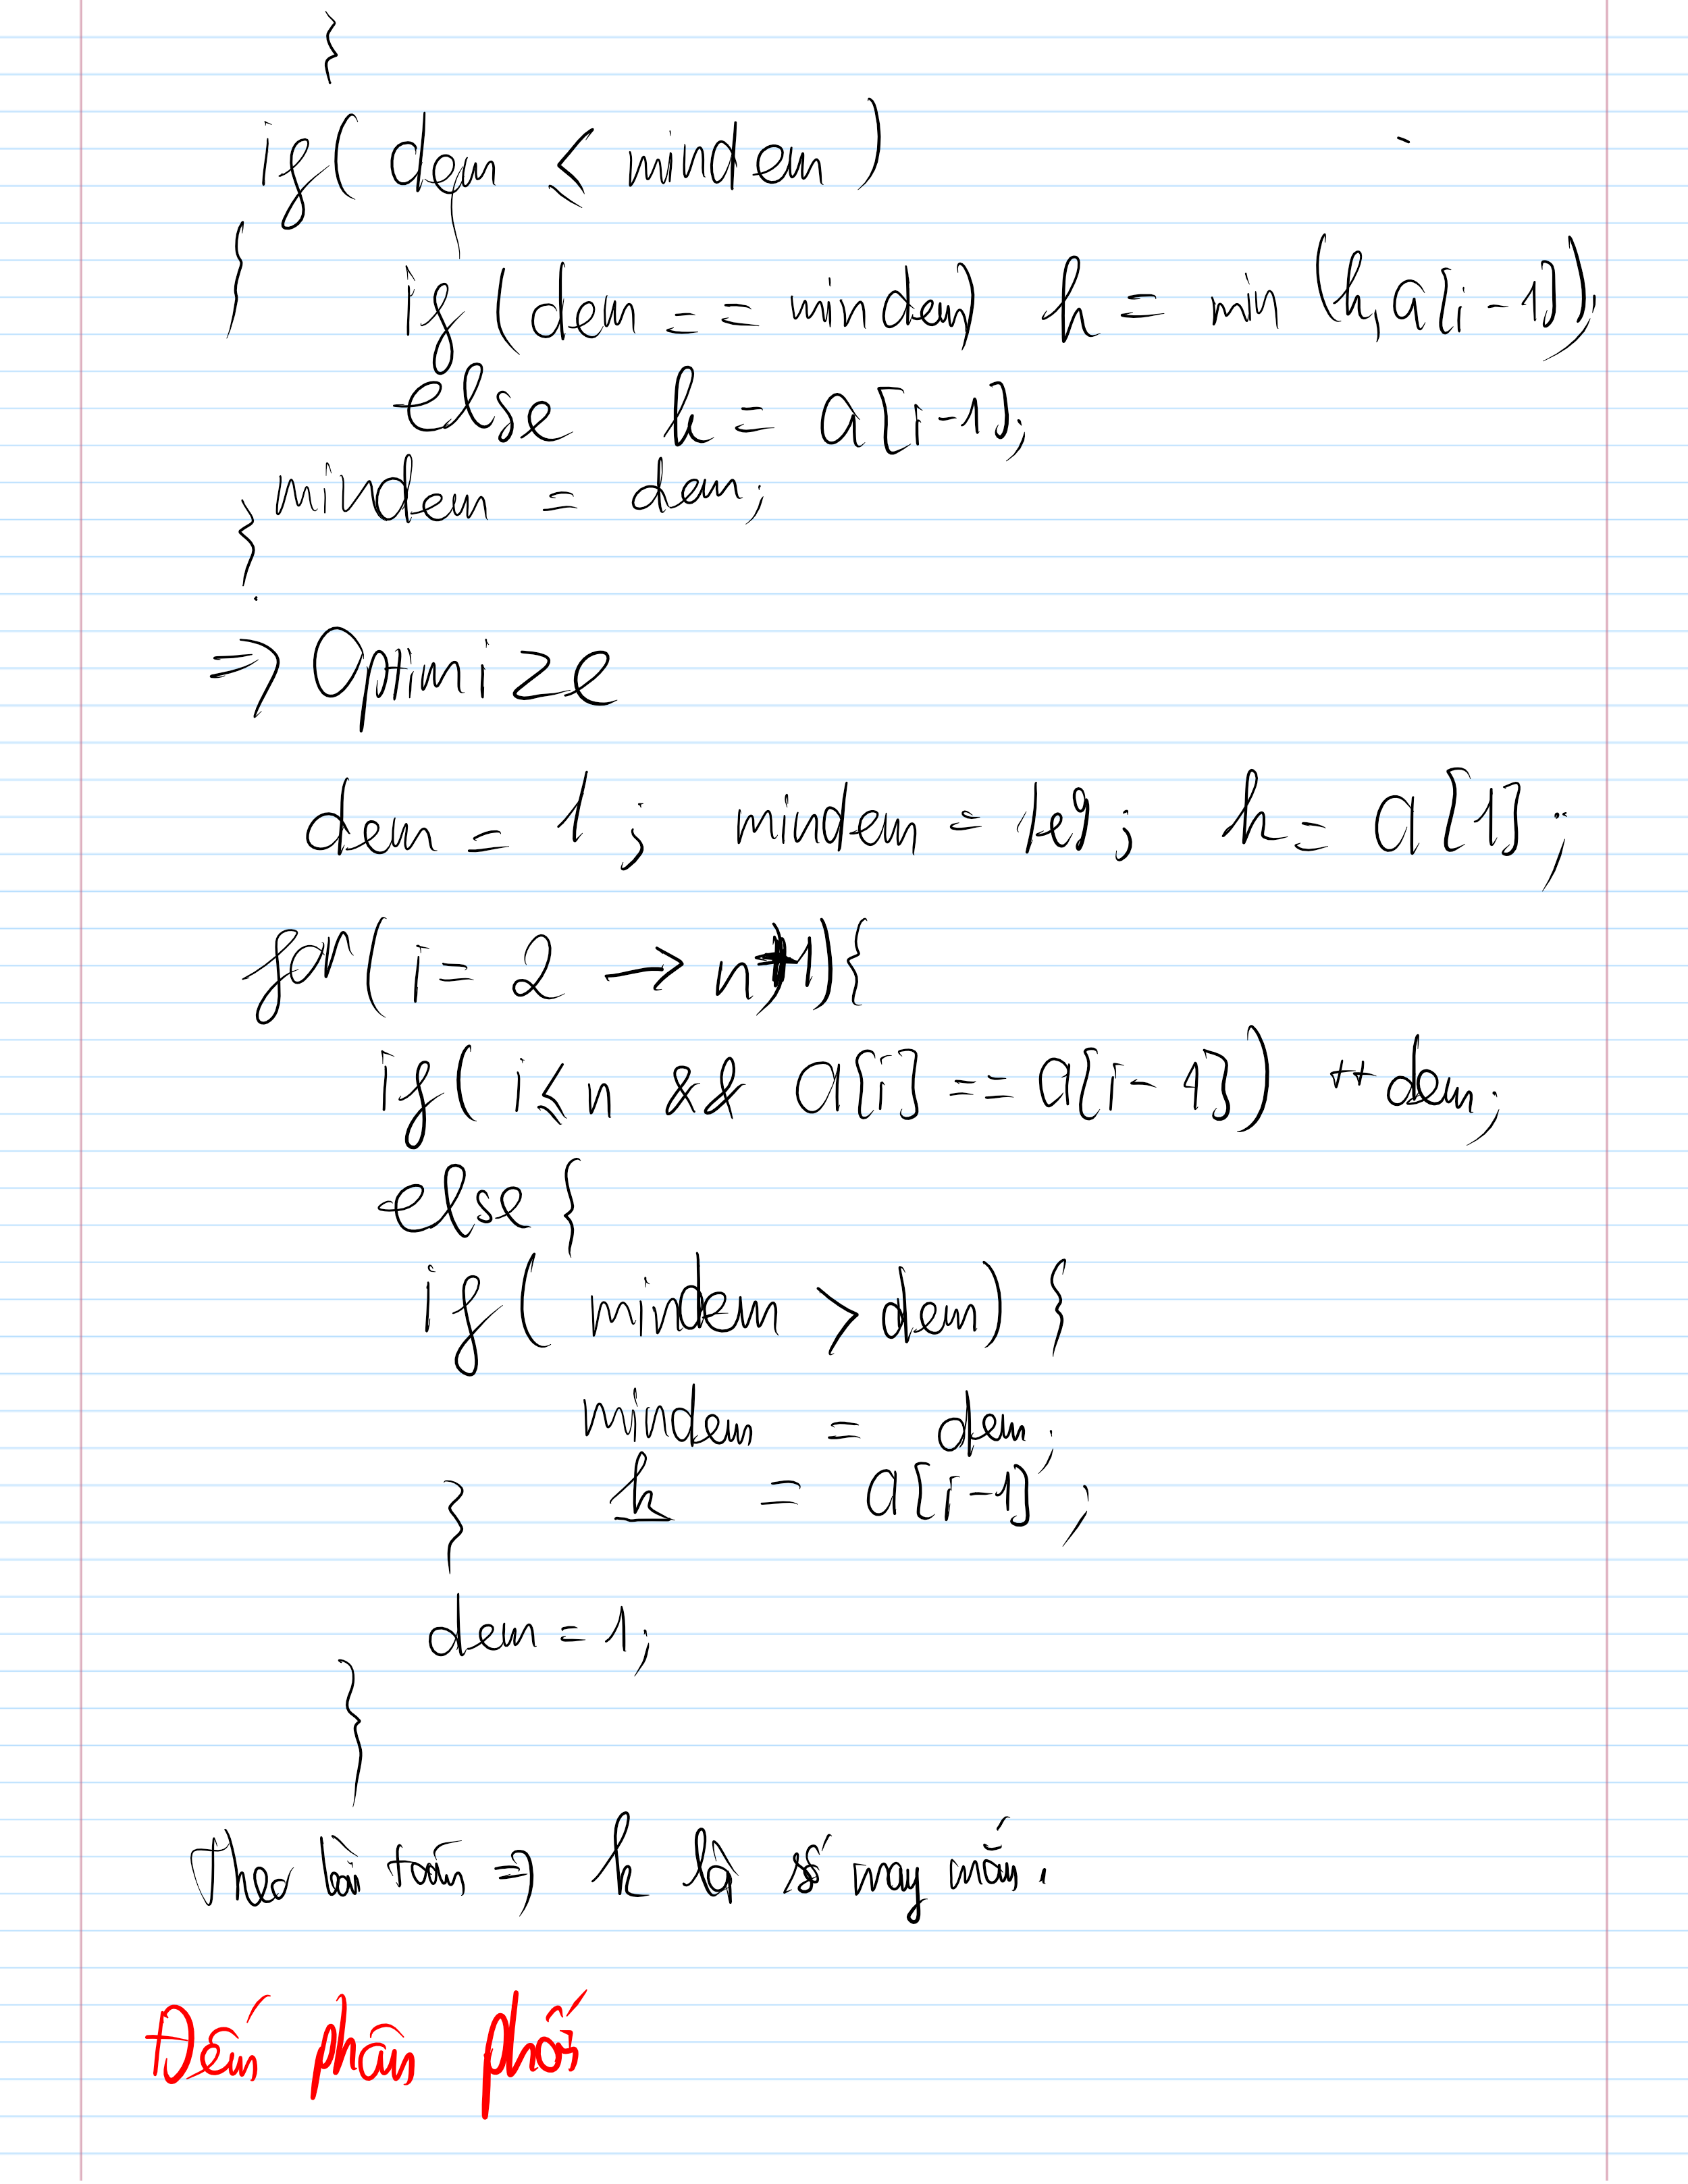 }
if( dem ≤ mindem )
{ if (dem == mindem) h = min (h, a[i-1]);
else h = a[i-1];
mindem = dem;
}
=> Optimize
dem = 1; mindem = 1e9; h = a[1];
for( i = 2 → n+1){
if( i ≤ n && a[i] == a[i-1]) ++dem;
else {
if( mindem > dem) {
mindem = dem;
h = a[i-1];
}
dem = 1;
}
Theo bài toán => h là số may mắn.
Đếm phân phối